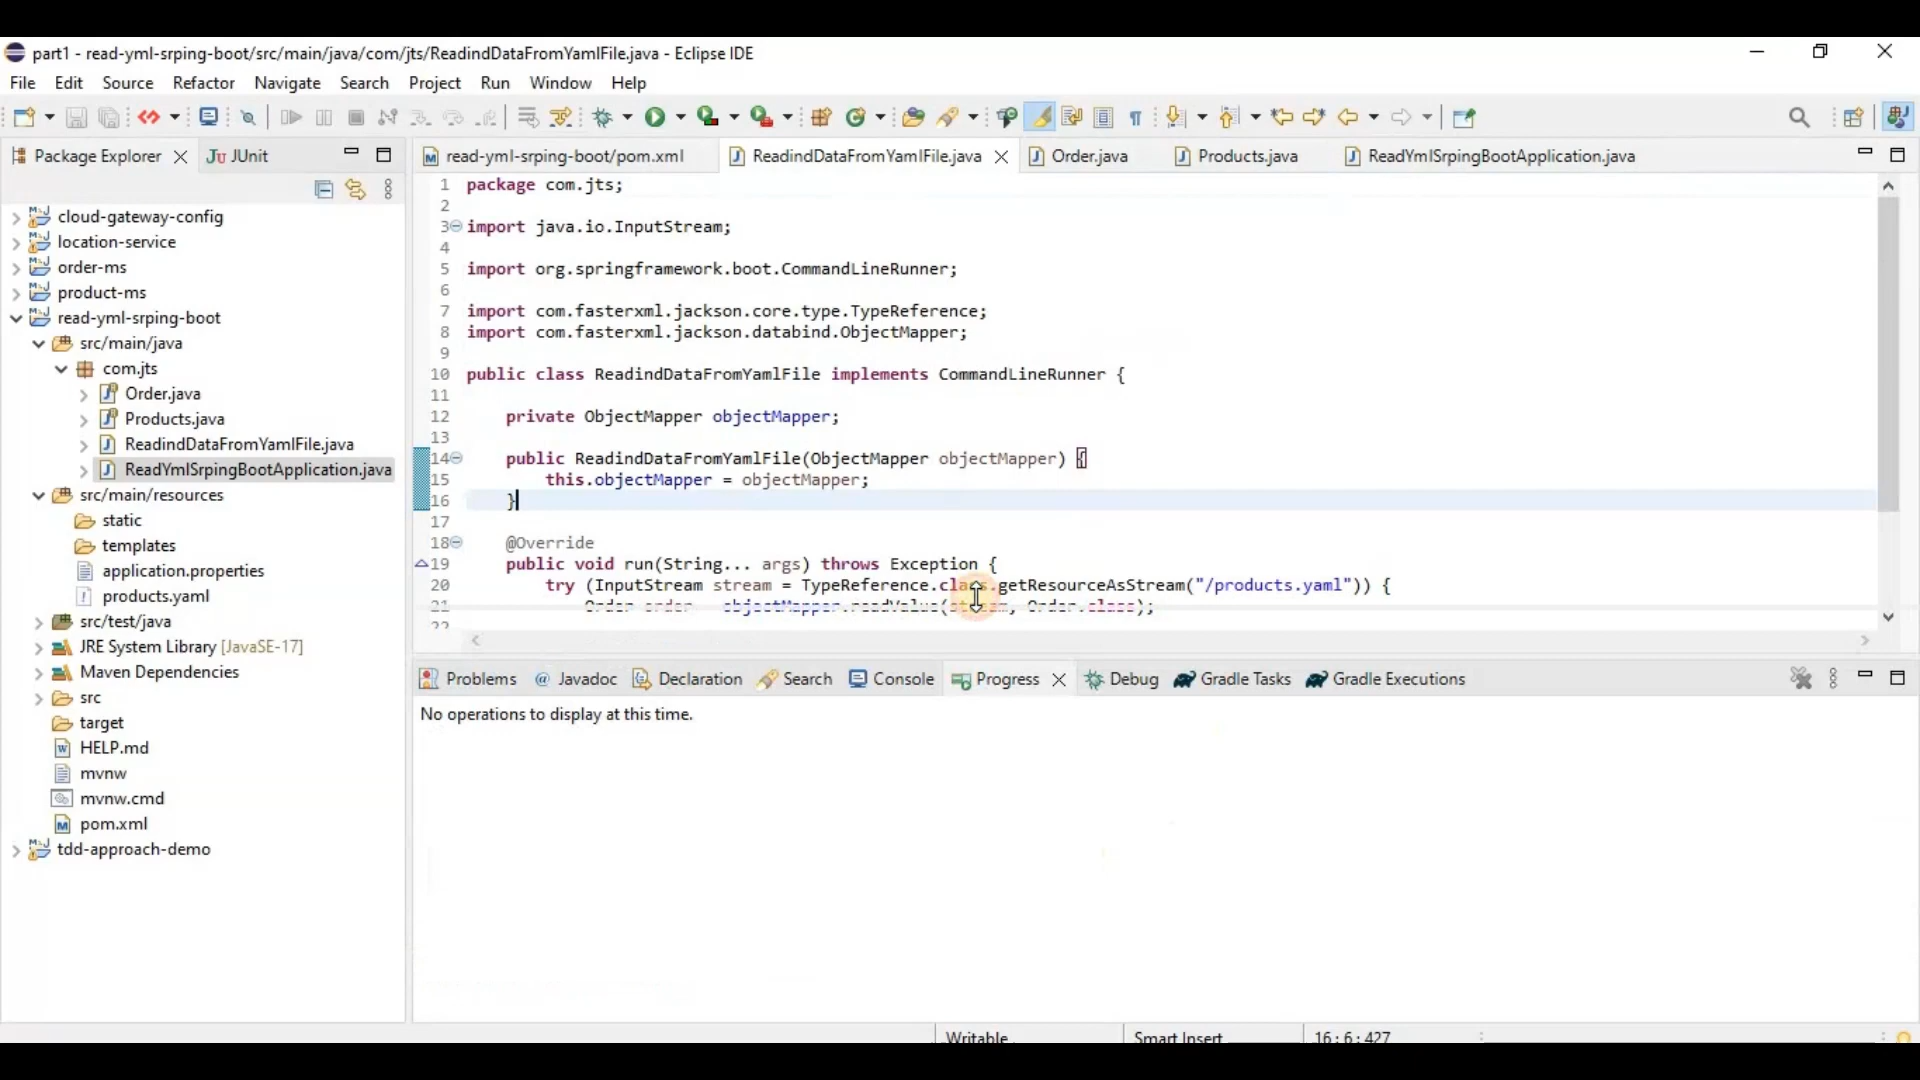 part1 - read-yml-srping-boot/src/main/java/com/jts/ReadindDataFromYamlFile.java - Eclipse IDE
File Edit Source Refactor Navigate Search Project Run Window Help
Package Explorer JUnit
read-yml-srping-boot/pom.xml ReadindDataFromYamlFile.java Order.java Products.java ReadYmlSrpingBootApplication.java
cloud-gateway-config
location-service
order-ms
product-ms
read-yml-srping-boot
src/main/java
com.jts
Order.java
Products.java
ReadindDataFromYamlFile.java
ReadYmlSrpingBootApplication.java
src/main/resources
static
templates
application.properties
products.yaml
src/test/java
JRE System Library [JavaSE-17]
Maven Dependencies
src
target
HELP.md
mvnw
mvnw.cmd
pom.xml
tdd-approach-demo
1 package com.jts;
2
3 import java.io.InputStream;
4
5 import org.springframework.boot.CommandLineRunner;
6
7 import com.fasterxml.jackson.core.type.TypeReference;
8 import com.fasterxml.jackson.databind.ObjectMapper;
9
10 public class ReadindDataFromYamlFile implements CommandLineRunner {
11
12 private ObjectMapper objectMapper;
13
14 public ReadindDataFromYamlFile(ObjectMapper objectMapper) {
15 this.objectMapper = objectMapper;
16 }
17
18 @Override
19 public void run(String... args) throws Exception {
20 try (InputStream stream = TypeReference.class.getResourceAsStream("/products.yaml")) {
21 Order order = objectMapper.readValue(stream, Order.class);
22
Problems Javadoc Declaration Search Console Progress Debug Gradle Tasks Gradle Executions
No operations to display at this time.
Writable Smart Insert 16 : 6 : 427